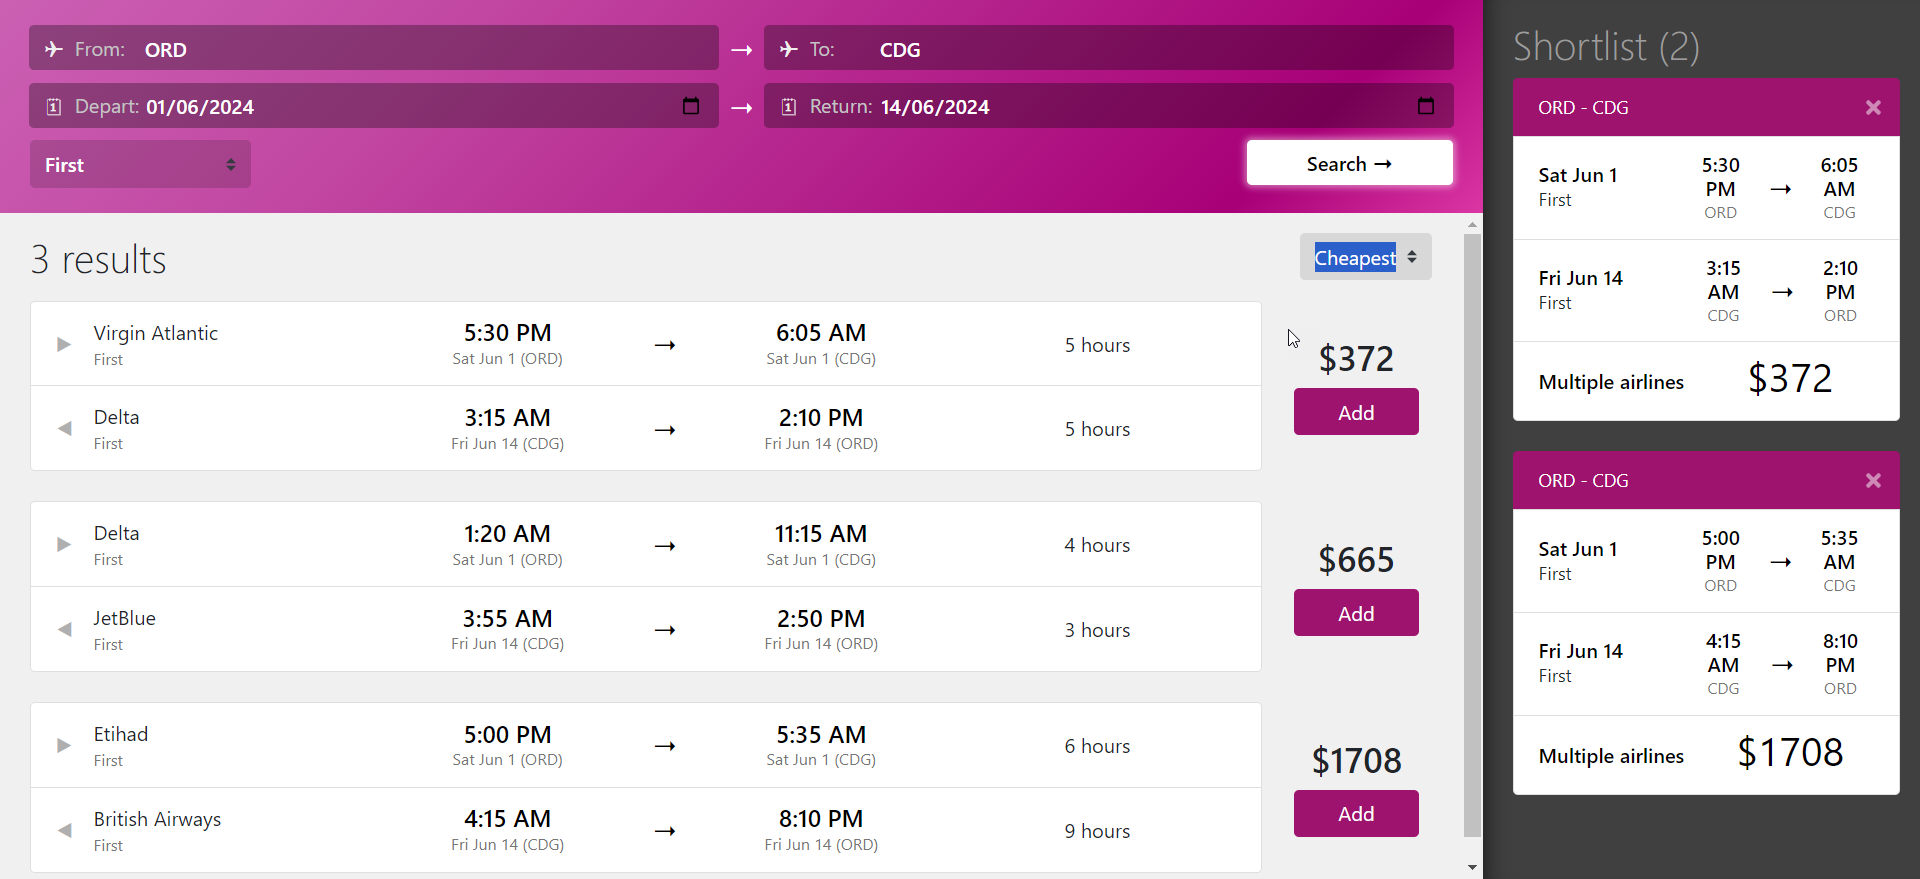 From: ORD → To: CDG
Depart: 01/06/2024 → Return: 14/06/2024
First
Search →
3 results
Cheapest
Virgin Atlantic
First
5:30 PM
Sat Jun 1 (ORD)
→
6:05 AM
Sat Jun 1 (CDG)
5 hours
Delta
First
3:15 AM
Fri Jun 14 (CDG)
→
2:10 PM
Fri Jun 14 (ORD)
5 hours
$372
Add
Delta
First
1:20 AM
Sat Jun 1 (ORD)
→
11:15 AM
Sat Jun 1 (CDG)
4 hours
JetBlue
First
3:55 AM
Fri Jun 14 (CDG)
→
2:50 PM
Fri Jun 14 (ORD)
3 hours
$665
Add
Etihad
First
5:00 PM
Sat Jun 1 (ORD)
→
5:35 AM
Sat Jun 1 (CDG)
6 hours
British Airways
First
4:15 AM
Fri Jun 14 (CDG)
→
8:10 PM
Fri Jun 14 (ORD)
9 hours
$1708
Add
Shortlist (2)
ORD - CDG
Sat Jun 1
First
5:30
PM
ORD
→
6:05
AM
CDG
Fri Jun 14
First
3:15
AM
CDG
→
2:10
PM
ORD
Multiple airlines
$372
ORD - CDG
Sat Jun 1
First
5:00
PM
ORD
→
5:35
AM
CDG
Fri Jun 14
First
4:15
AM
CDG
→
8:10
PM
ORD
Multiple airlines
$1708